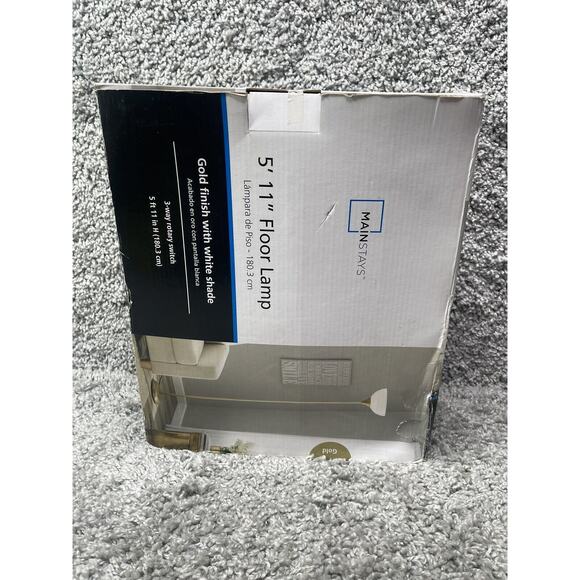 MAINSTAYS™
5' 11" Floor Lamp
Lámpara de Piso - 180.3 cm
Gold finish with white shade
Acabado en oro con pantalla blanca
3-way rotary switch
5 ft 11 in H (180.3 cm)
Gold